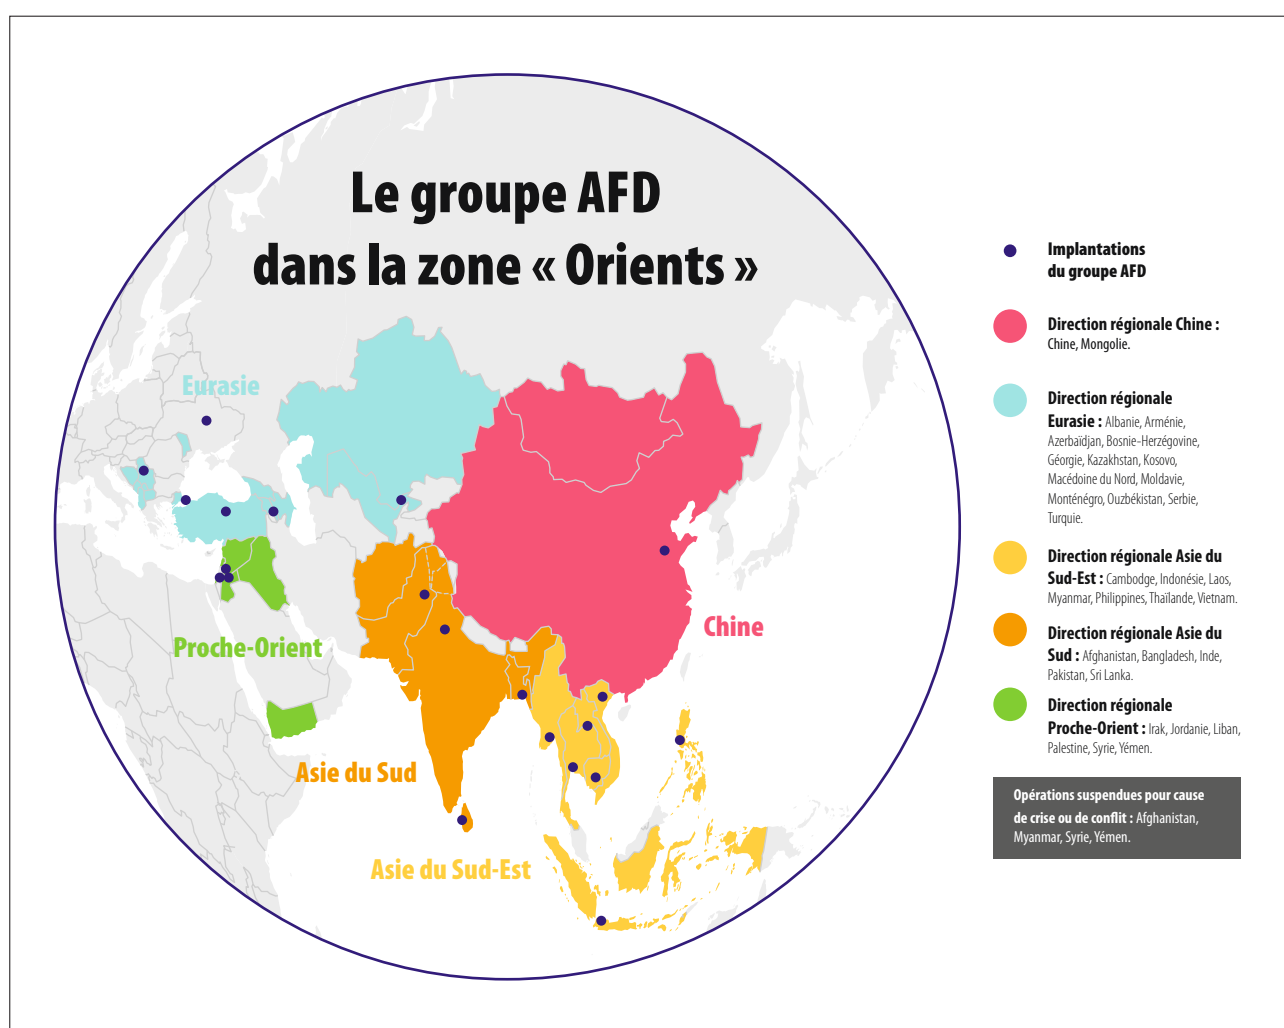 Le groupe AFD
dans la zone « Orients »
Eurasie
Proche-Orient
Chine
Asie du Sud
Asie du Sud-Est
Implantations
du groupe AFD
Direction régionale Chine :
Chine, Mongolie.
Direction régionale
Eurasie : Albanie, Arménie,
Azerbaïdjan, Bosnie-Herzégovine,
Géorgie, Kazakhstan, Kosovo,
Macédoine du Nord, Moldavie,
Monténégro, Ouzbékistan, Serbie,
Turquie.
Direction régionale Asie du
Sud-Est : Cambodge, Indonésie, Laos,
Myanmar, Philippines, Thaïlande, Vietnam.
Direction régionale Asie du
Sud : Afghanistan, Bangladesh, Inde,
Pakistan, Sri Lanka.
Direction régionale
Proche-Orient : Irak, Jordanie, Liban,
Palestine, Syrie, Yémen.
Opérations suspendues pour cause
de crise ou de conflit : Afghanistan,
Myanmar, Syrie, Yémen.